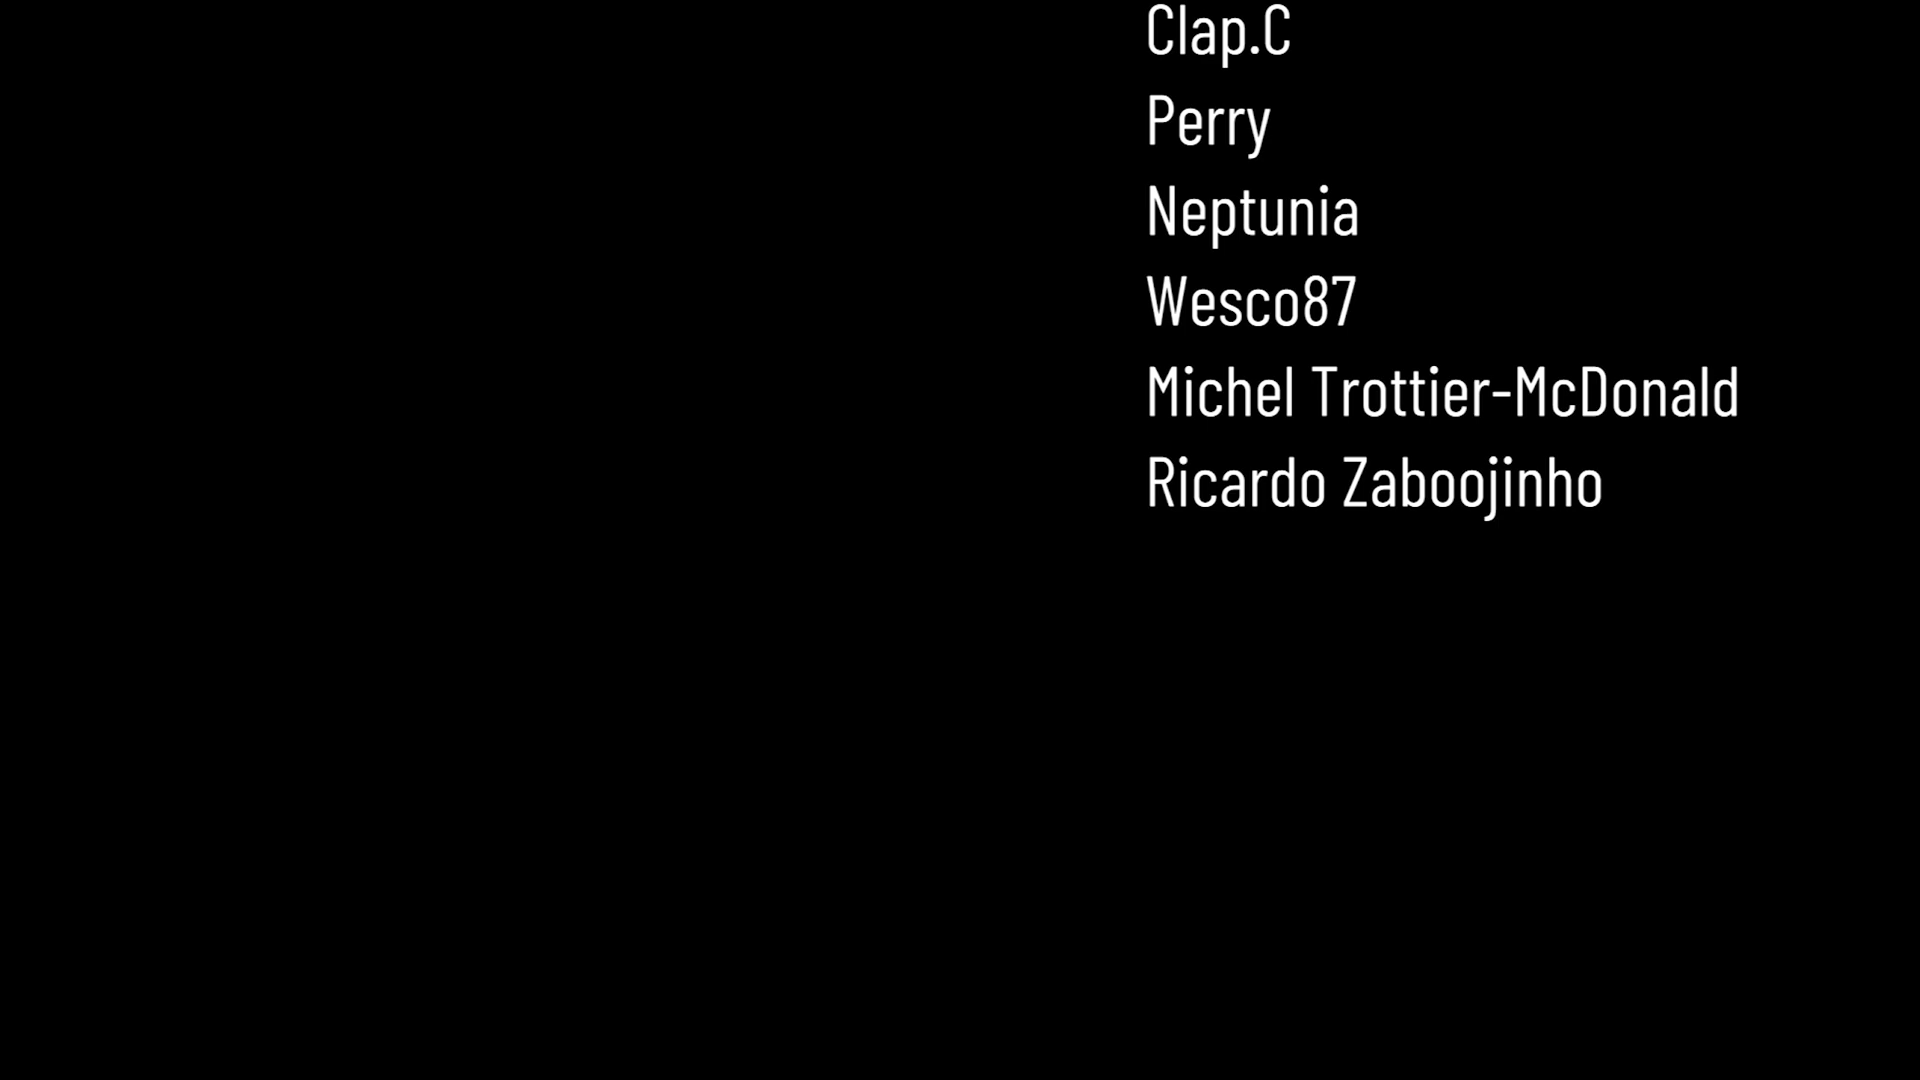 Clap.C
Perry
Neptunia
Wesco87
Michel Trottier-McDonald
Ricardo Zaboojinho